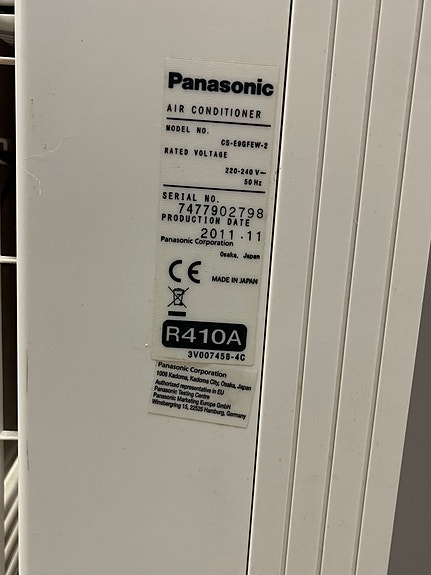 Panasonic
AIR CONDITIONER
MODEL NO.
CS-E9GFEW-2
RATED VOLTAGE
220-240 V~
50 Hz
SERIAL NO.
7477902798
PRODUCTION DATE
2011 .11
Panasonic Corporation
Osaka, Japan
CE MADE IN JAPAN
R410A
3V007458-4C
Panasonic Corporation
1006 Kadoma, Kadoma City, Osaka, Japan
Authorized representative in EU
Panasonic Testing Centre
Panasonic Marketing Europe GmbH
Winsbergring 15, 22525 Hamburg, Germany